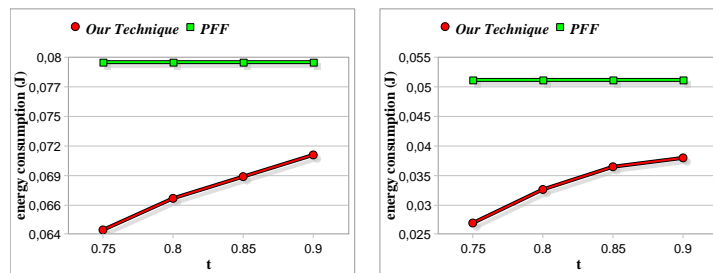 Our Technique PFF
0,08
0,077
0,075
0,072
0,069
0,066
0,064
energy consumption (J)
0.75 0.8 0.85 0.9
t
Our Technique PFF
0,055
0,05
0,04
0,035
0,03
0,025
energy consumption (J)
0.75 0.8 0.85 0.9
t